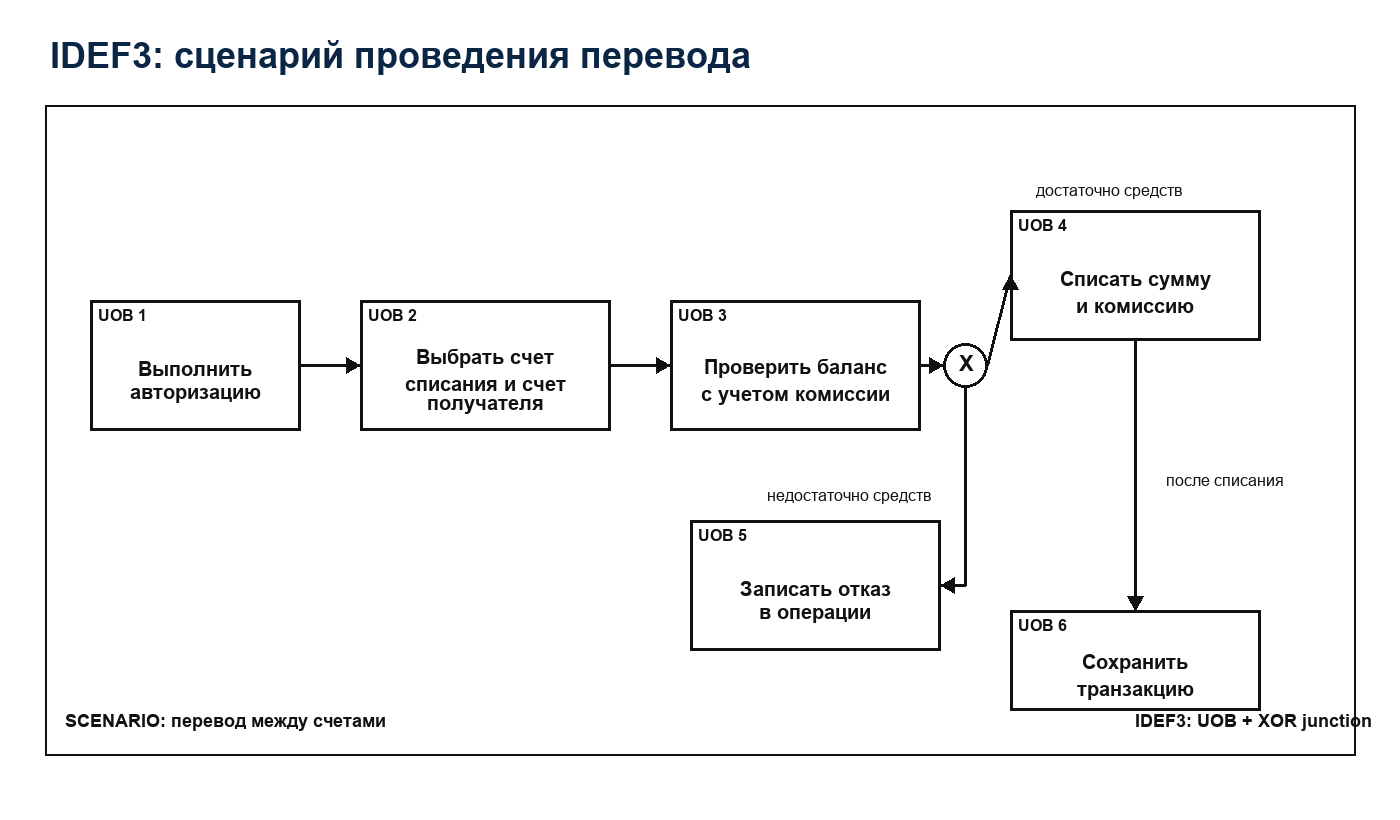 IDEF3: сценарий проведения перевода
достаточно средств
UOB 4
Списать сумму
и комиссию
UOB 1
Выполнить
авторизацию
UOB 2
Выбрать счет
списания и счет
получателя
UOB 3
Проверить баланс
с учетом комиссии
X
после списания
недостаточно средств
UOB 5
Записать отказ
в операции
UOB 6
Сохранить
транзакцию
SCENARIO: перевод между счетами
IDEF3: UOB + XOR junction